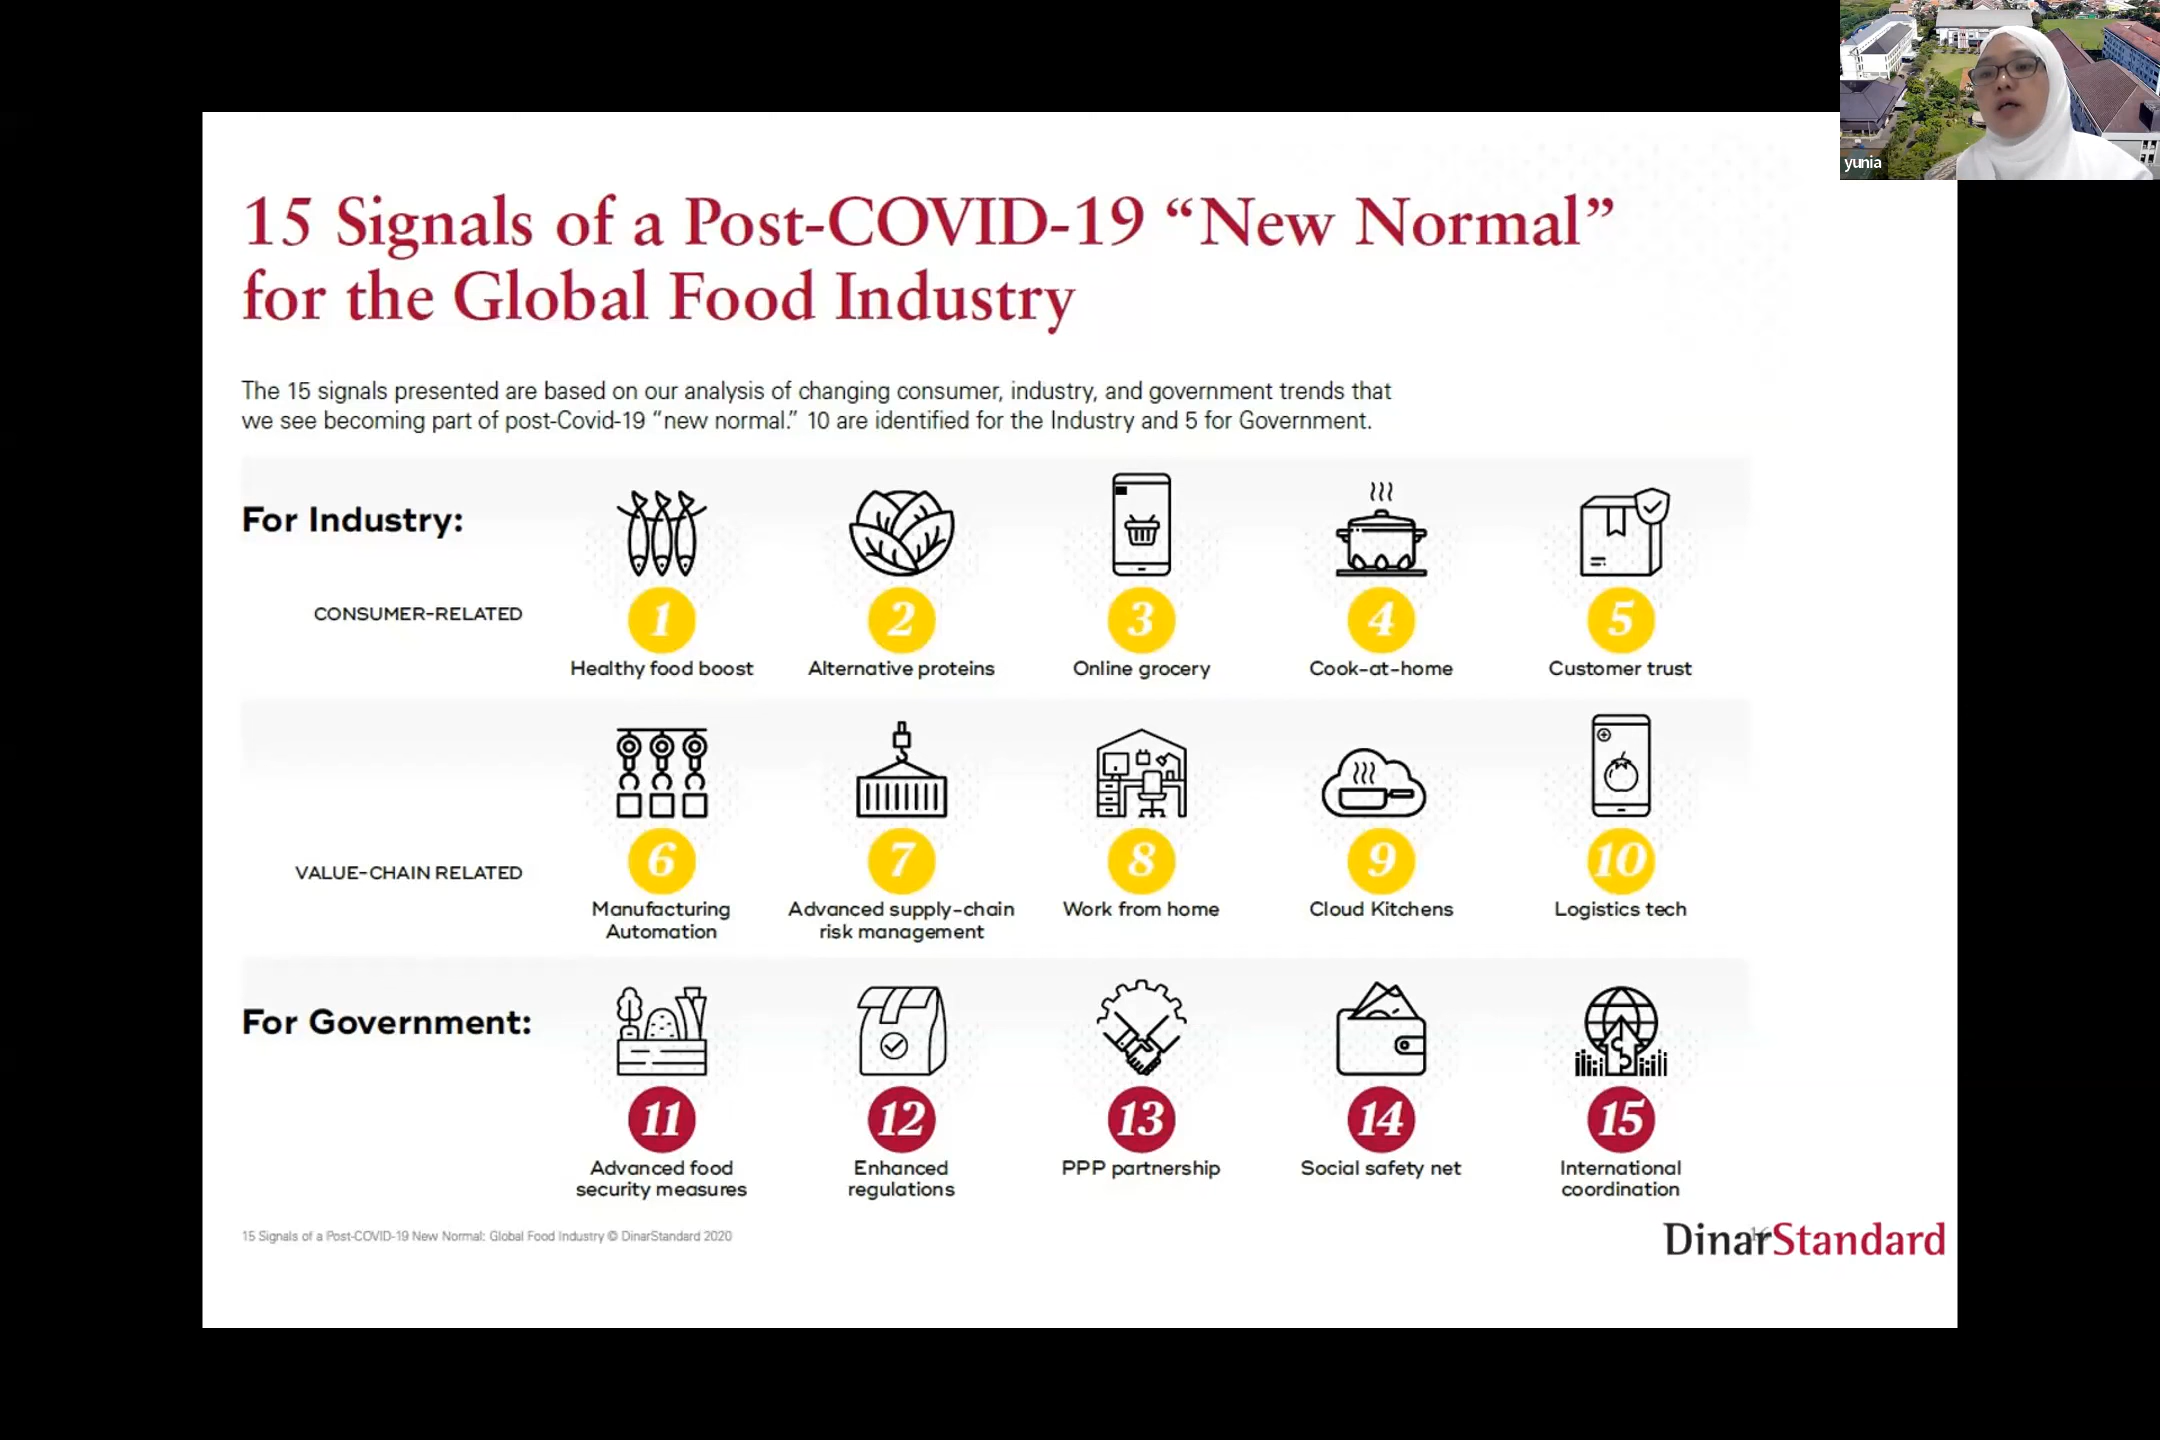 yunia
15 Signals of a Post-COVID-19 “New Normal”
for the Global Food Industry
The 15 signals presented are based on our analysis of changing consumer, industry, and government trends that
we see becoming part of post-Covid-19 “new normal.” 10 are identified for the Industry and 5 for Government.
For Industry:
CONSUMER-RELATED
1 2 3 4 5
Healthy food boost Alternative proteins Online grocery Cook-at-home Customer trust
VALUE-CHAIN RELATED
6 7 8 9 10
Manufacturing Advanced supply-chain Work from home Cloud Kitchens Logistics tech
Automation risk management
For Government:
11 12 13 14 15
Advanced food Enhanced PPP partnership Social safety net International
security measures regulations coordination
15 Signals of a Post-COVID-19 New Normal: Global Food Industry © DinarStandard 2020
16
DinarStandard